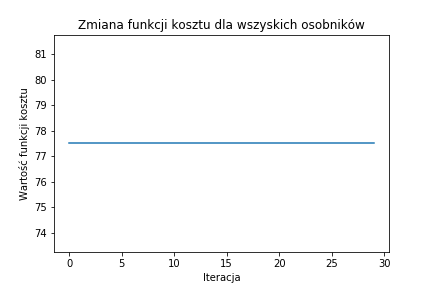 Zmiana funkcji kosztu dla wszyskich osobników
Wartość funkcji kosztu
81
80
79
78
77
76
75
74
0 5 10 15 20 25 30
Iteracja